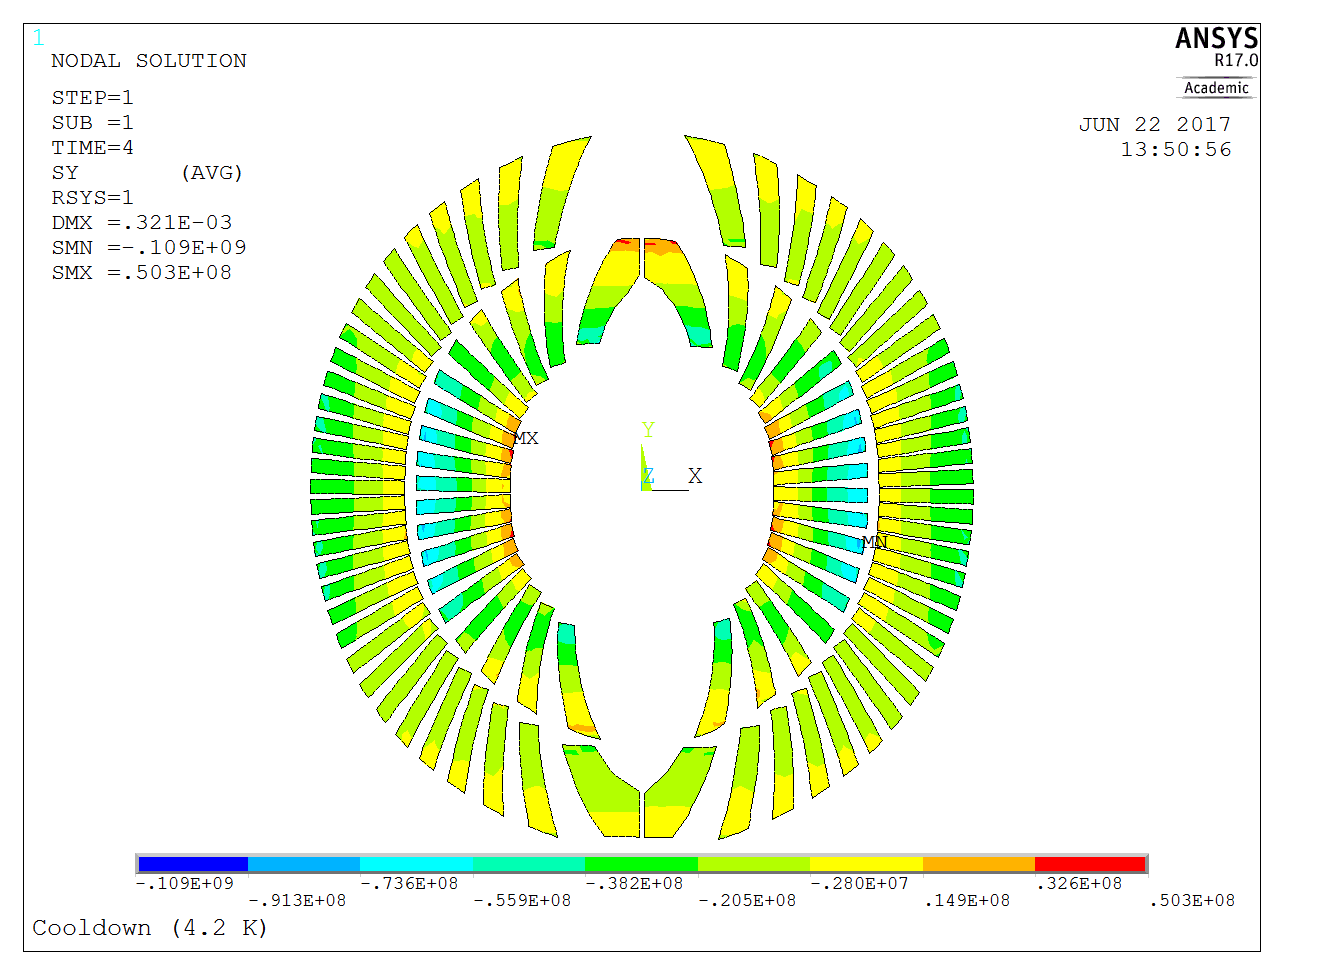 1
ANSYS
R17.0
Academic
NODAL SOLUTION
STEP=1
SUB =1
TIME=4
SY (AVG)
RSYS=1
DMX =.321E-03
SMN =-.109E+09
SMX =.503E+08
JUN 22 2017
13:50:56
MX
Y
Z X
MN
-.109E+09 -.736E+08 -.382E+08 -.280E+07 .326E+08
-.913E+08 -.559E+08 -.205E+08 .149E+08 .503E+08
Cooldown (4.2 K)